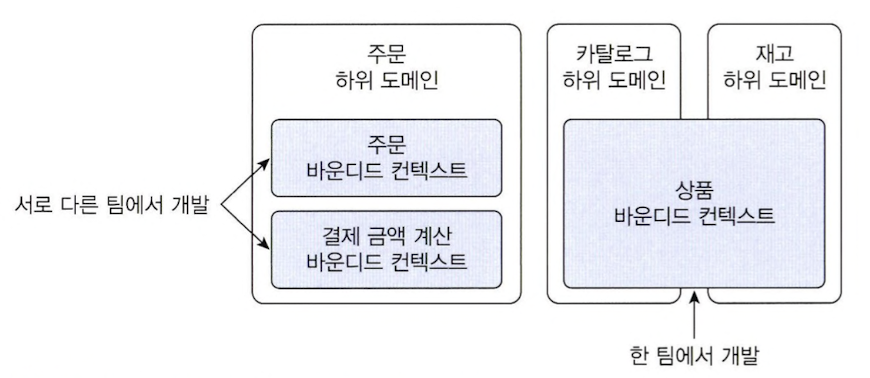 주문
하위 도메인
주문
바운디드 컨텍스트
결제 금액 계산
바운디드 컨텍스트
서로 다른 팀에서 개발
카탈로그
하위 도메인
재고
하위 도메인
상품
바운디드 컨텍스트
한 팀에서 개발